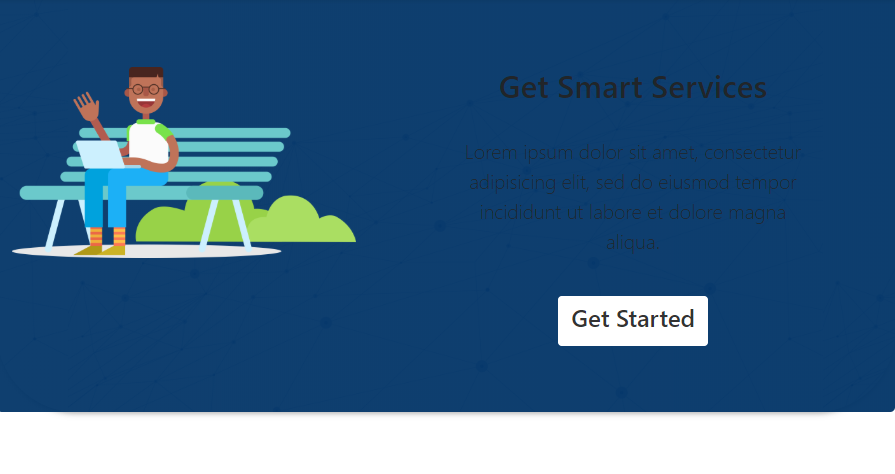 Get Smart Services
Lorem ipsum dolor sit amet, consectetur
adipisicing elit, sed do eiusmod tempor
incididunt ut labore et dolore magna
aliqua.
Get Started